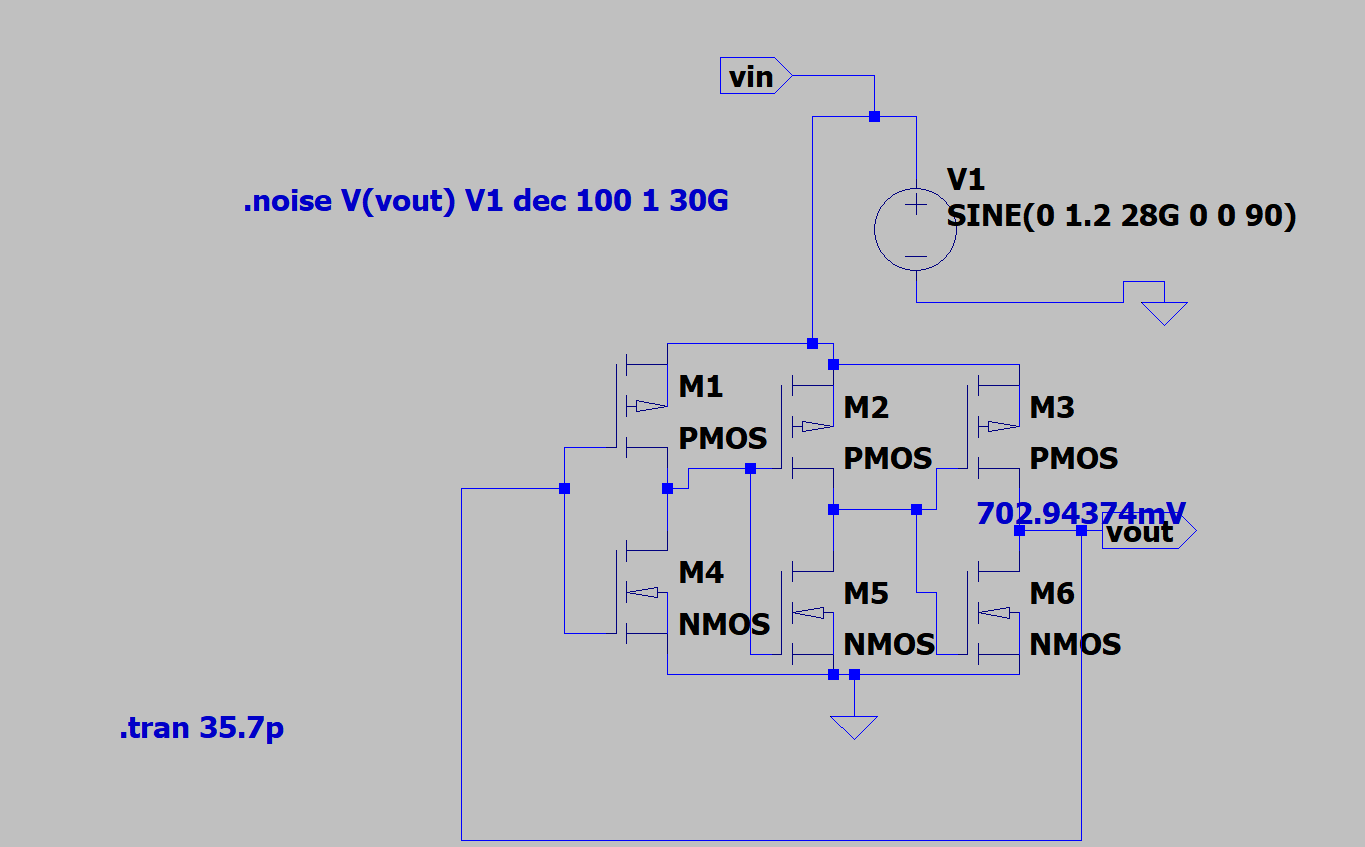 vin
V1
.noise V(vout) V1 dec 100 1 30G
SINE(0 1.2 28G 0 0 90)
M1
M2
M3
PMOS
PMOS
PMOS
702.94374mV
vout
M4
M5
M6
NMOS
NMOS
NMOS
.tran 35.7p